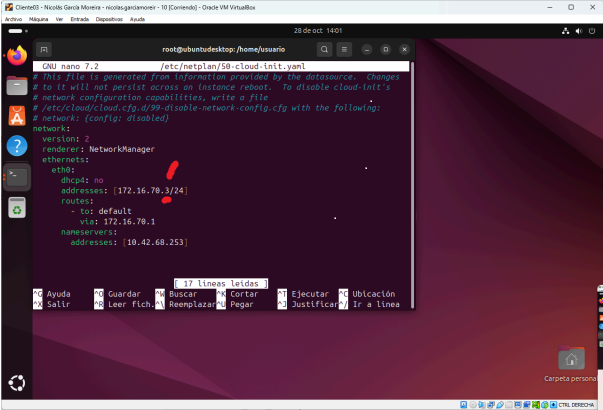 Cliente03 - Nicolás García Moreira - nicolas.garciamoreir - 10 [Corriendo] - Oracle VM VirtualBox
Archivo Máquina Ver Entrada Dispositivos Ayuda
28 de oct 14:01
root@ubuntudesktop: /home/usuario
GNU nano 7.2 /etc/netplan/50-cloud-init.yaml
# This file is generated from information provided by the datasource. Changes
# to it will not persist across an instance reboot. To disable cloud-init's
# network configuration capabilities, write a file
# /etc/cloud/cloud.cfg.d/99-disable-network-config.cfg with the following:
# network: {config: disabled}
network:
version: 2
renderer: NetworkManager
ethernets:
eth0:
dhcp4: no
addresses: [172.16.70.3/24]
routes:
- to: default
via: 172.16.70.1
nameservers:
addresses: [10.42.68.253]
[ 17 líneas leídas ]
^G Ayuda ^O Guardar ^W Buscar ^K Cortar ^T Ejecutar ^C Ubicación
^X Salir ^R Leer fich. ^\ Reemplazar ^U Pegar ^J Justificar ^/ Ir a línea
Carpeta personal
CTRL DERECHA